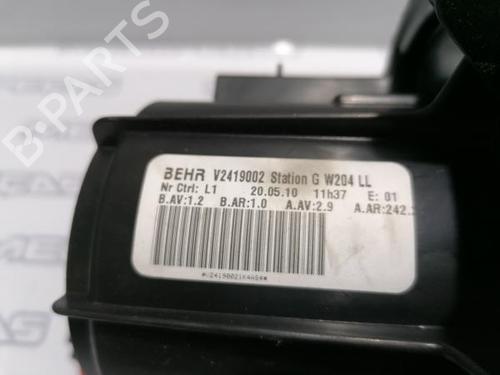 B-PARTS
BEHR V2419002 Station G W204 LL
Nr Ctrl: L1 20.05.10 11h37 E: 01
B.AV:1.2 B.AR:1.0 A.AV:2.9 A.AR:242.